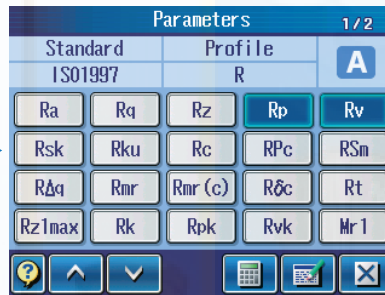 Parameters 1/2
Standard Profile
ISO1997 R A
Ra Rq Rz Rp Rv
Rsk Rku Rc RPc RSm
RΔq Rmr Rmr(c) Rδc Rt
Rz1max Rk Rpk Rvk Mr1
?